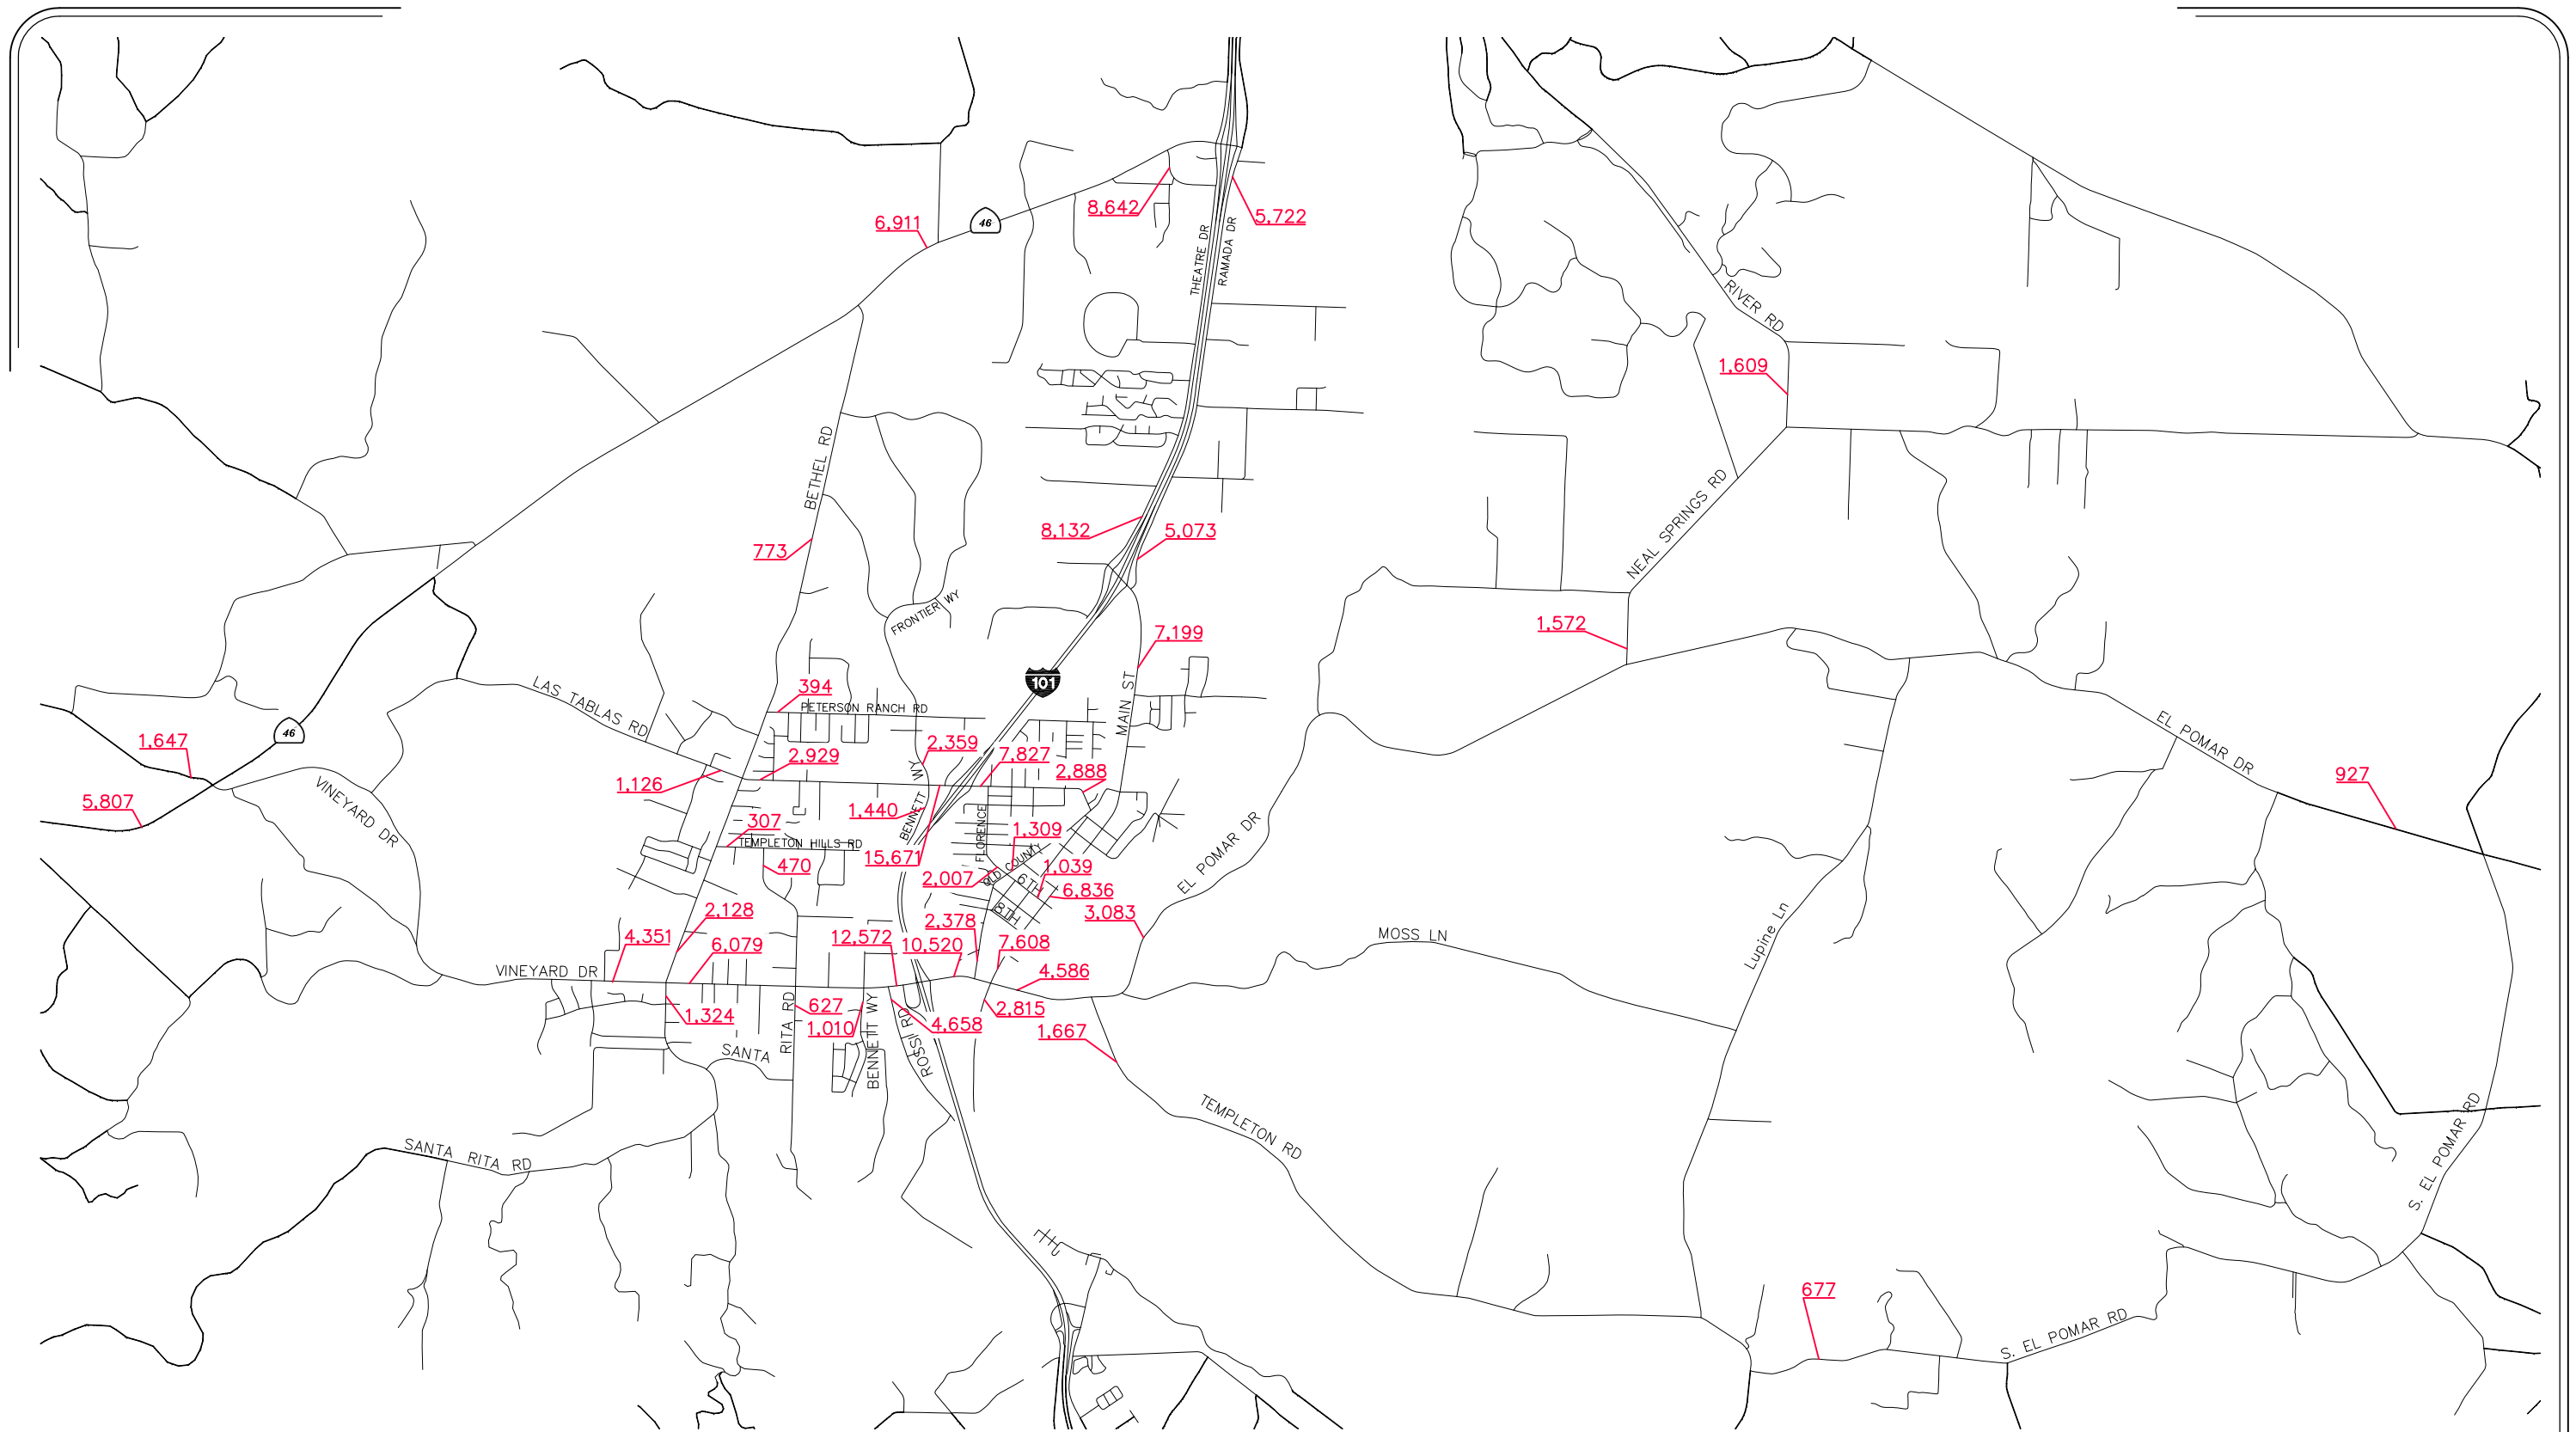 46
6,911
8,642
5,722
THEATRE DR
RAMADA DR
RIVER RD
1,609
BETHEL RD
NEAL SPRINGS RD
8,132
5,073
773
FRONTIER WY
1,572
7,199
101
394
PETERSON RANCH RD
MAIN ST
LAS TABLAS RD
46
1,647
5,807
VINEYARD DR
2,929
2,359
7,827
2,888
1,126
1,440
BENNETT WY
FLORENCE
EL POMAR DR
927
307
TEMPLETON HILLS RD
15,671
470
1,309
OLD COUNTY
2,007
1,039
6TH
6,836
8TH
EL POMAR DR
3,083
2,128
2,378
4,351
6,079
12,572
10,520
7,608
MOSS LN
Lupine Ln
VINEYARD DR
4,586
1,324
627
1,010
4,658
2,815
1,667
SANTA
RITA RD
BENNETT WY
ROSSI RD
SANTA RITA RD
TEMPLETON RD
S. EL POMAR RD
677
S. EL POMAR RD